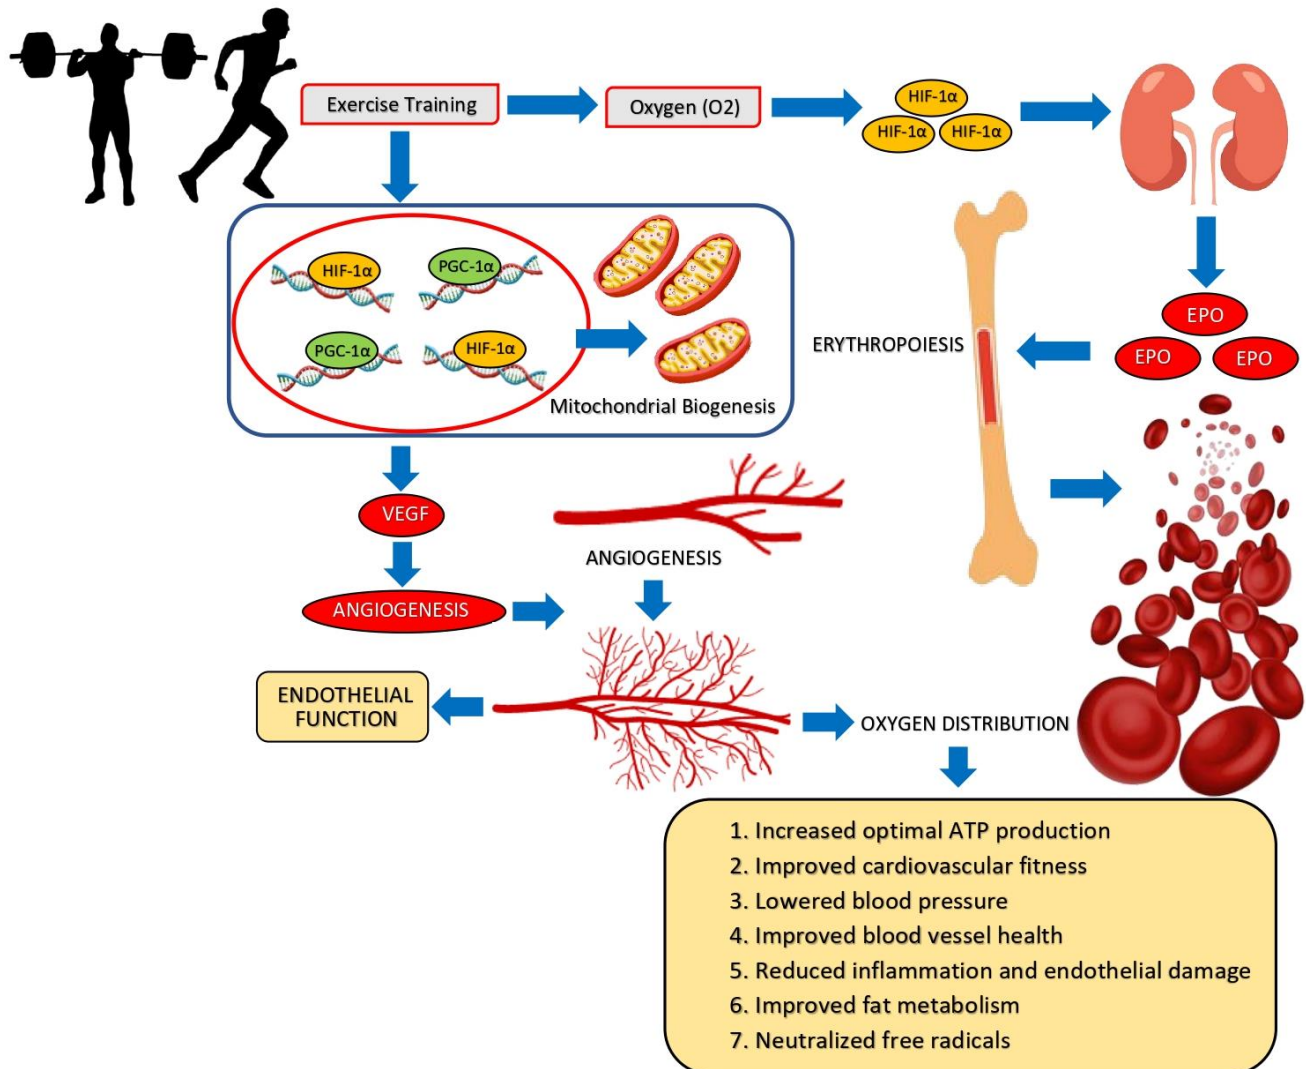 Exercise Training
Oxygen (O2)
HIF-1α
HIF-1α
HIF-1α
HIF-1α
PGC-1α
PGC-1α
HIF-1α
Mitochondrial Biogenesis
EPO
EPO
EPO
ERYTHROPOIESIS
VEGF
ANGIOGENESIS
ANGIOGENESIS
ENDOTHELIAL
FUNCTION
OXYGEN DISTRIBUTION
1. Increased optimal ATP production
2. Improved cardiovascular fitness
3. Lowered blood pressure
4. Improved blood vessel health
5. Reduced inflammation and endothelial damage
6. Improved fat metabolism
7. Neutralized free radicals